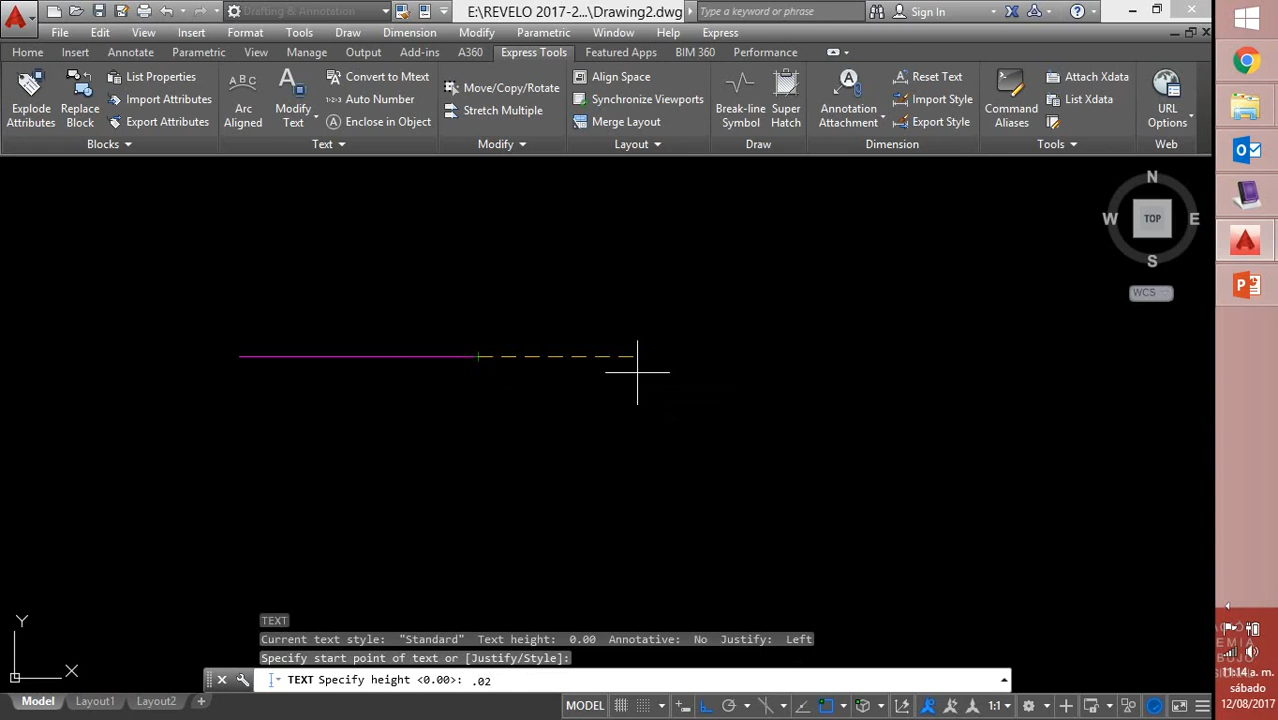 Drafting & Annotation
E:\REVELO 2017-2...\Drawing2.dwg
Type a keyword or phrase
Sign In
File Edit View Insert Format Tools Draw Dimension Modify Parametric Window Help Express
Home Insert Annotate Parametric View Manage Output Add-ins A360 Express Tools Featured Apps BIM 360 Performance
Explode Attributes
Replace Block
List Properties
Import Attributes
Export Attributes
A B C
Arc Aligned
Modify Text
Convert to Mtext
1-2-3 Auto Number
Enclose in Object
Move/Copy/Rotate
Stretch Multiple
Align Space
Synchronize Viewports
Merge Layout
Break-line Symbol
Super Hatch
Annotation Attachment
Reset Text
Import Style
Export Style
Command Aliases
Attach Xdata
List Xdata
URL Options
Blocks Text Modify Layout Draw Dimension Tools Web
N
W TOP E
S
WCS
TEXT
Current text style: "Standard" Text height: 0.00 Annotative: No Justify: Left
Specify start point of text or [Justify/Style]:
TEXT Specify height <0.00>: .02
Y
X
Model Layout1 Layout2 +
MODEL
1:1
11:14 a. m.
sábado
12/08/2017